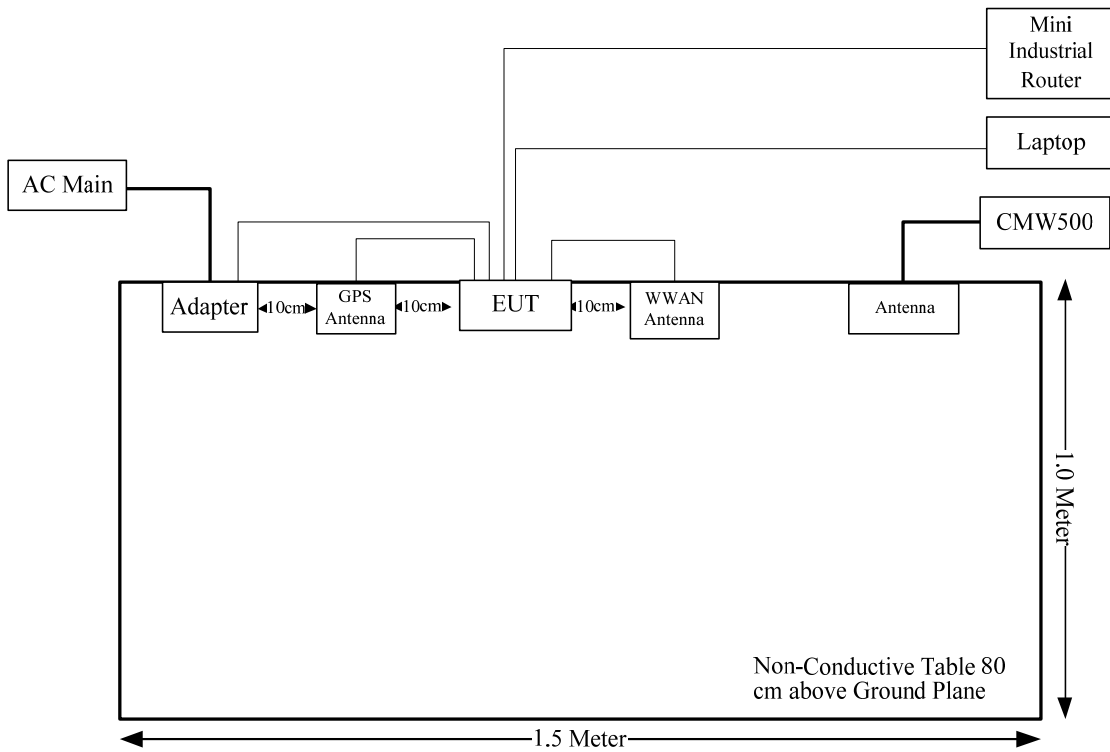 Mini
Industrial
Router
Laptop
AC Main
CMW500
Adapter
10cm
GPS
Antenna
10cm
EUT
10cm
WWAN
Antenna
Antenna
1.0 Meter
Non-Conductive Table 80
cm above Ground Plane
1.5 Meter